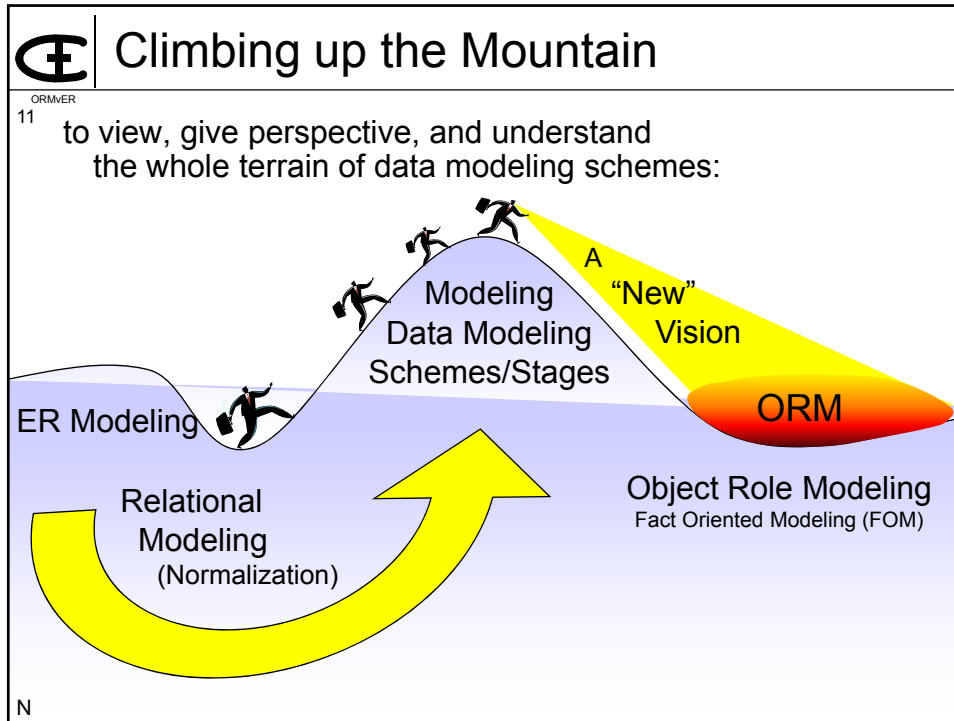 Climbing up the Mountain
ORMvER
11
to view, give perspective, and understand
the whole terrain of data modeling schemes:
A
“New”
Vision
Modeling
Data Modeling
Schemes/Stages
ER Modeling
ORM
Relational
Modeling
(Normalization)
Object Role Modeling
Fact Oriented Modeling (FOM)
N